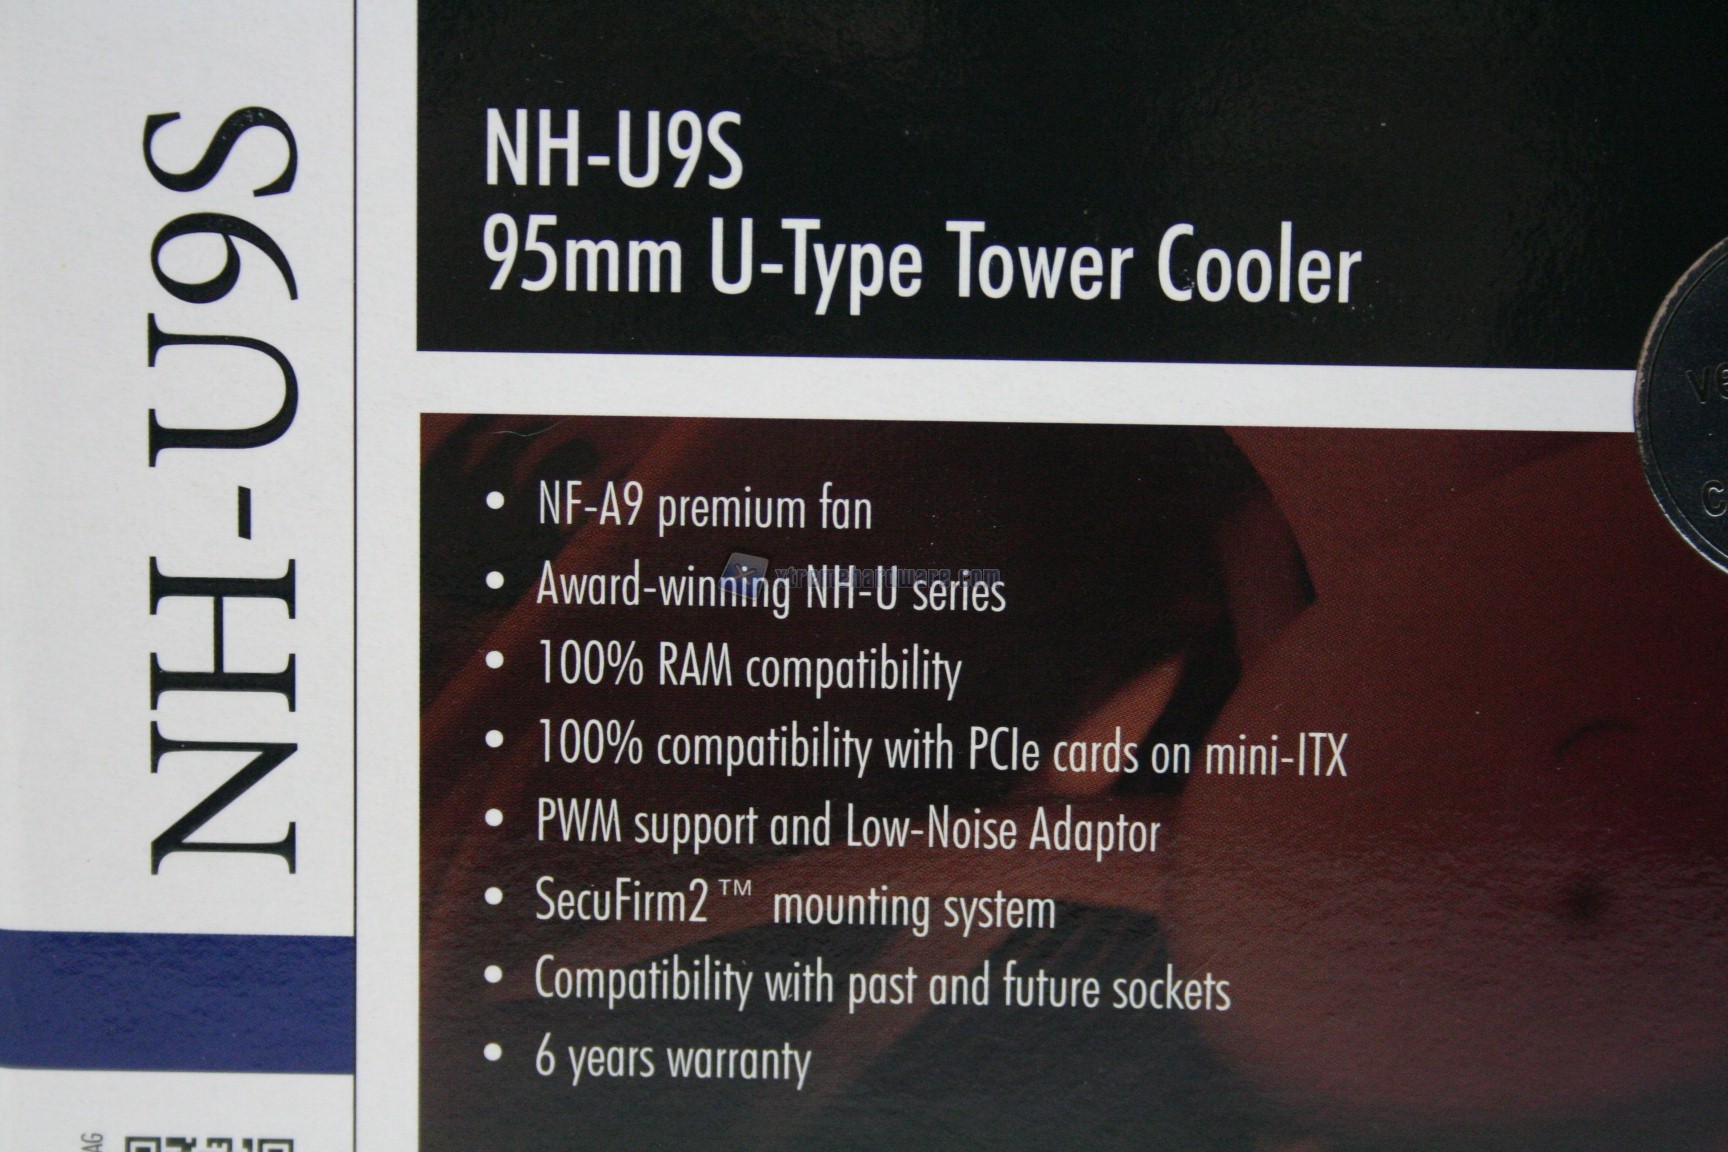 NH-U9S
NH-U9S
95mm U-Type Tower Cooler
• NF-A9 premium fan
• Award-winning NH-U series
xtremehardware.com
• 100% RAM compatibility
• 100% compatibility with PCIe cards on mini-ITX
• PWM support and Low-Noise Adaptor
• SecuFirm2™ mounting system
• Compatibility with past and future sockets
• 6 years warranty